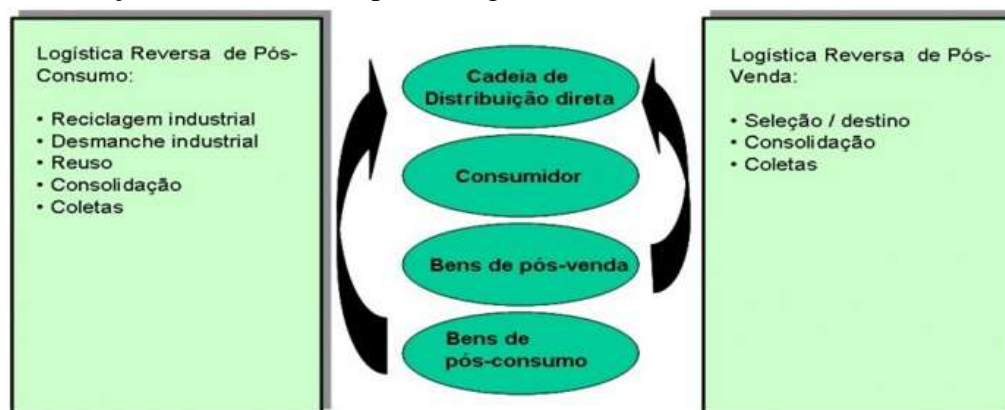 Logística Reversa de Pós-
Consumo:
• Reciclagem industrial
• Desmanche industrial
• Reuso
• Consolidação
• Coletas
Cadeia de
Distribuição direta
Consumidor
Bens de pós-venda
Bens de
pós-consumo
Logística Reversa de Pós-
Venda:
• Seleção / destino
• Consolidação
• Coletas